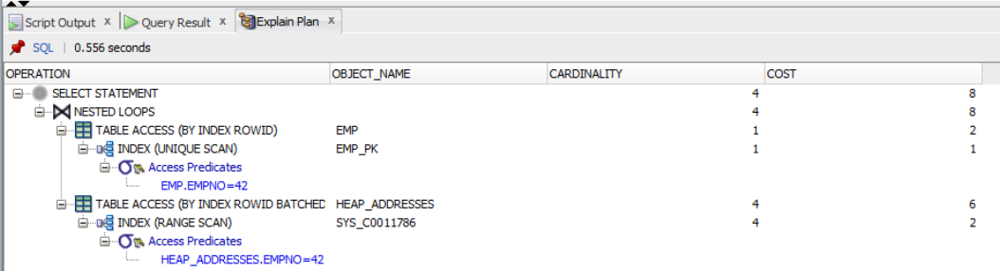 Script Output x Query Result x Explain Plan x
SQL | 0.556 seconds
OPERATION OBJECT_NAME CARDINALITY COST
SELECT STATEMENT 4 8
NESTED LOOPS 4 8
TABLE ACCESS (BY INDEX ROWID) EMP 1 2
INDEX (UNIQUE SCAN) EMP_PK 1 1
Access Predicates
EMP.EMPNO=42
TABLE ACCESS (BY INDEX ROWID BATCHED HEAP_ADDRESSES 4 6
INDEX (RANGE SCAN) SYS_C0011786 4 2
Access Predicates
HEAP_ADDRESSES.EMPNO=42